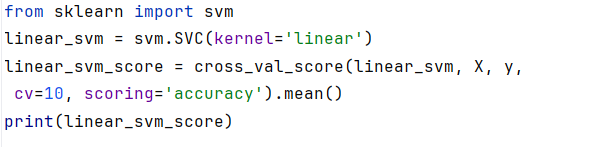 from sklearn import svm
linear_svm = svm.SVC(kernel='linear')
linear_svm_score = cross_val_score(linear_svm, X, y,
 cv=10, scoring='accuracy').mean()
print(linear_svm_score)